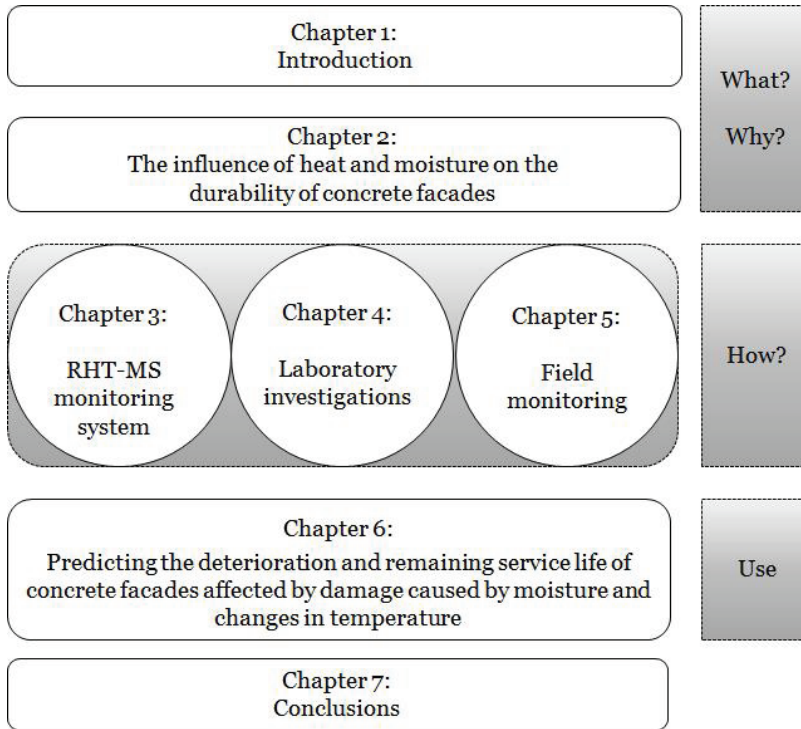 Chapter 1:
Introduction
What?
Why?
Chapter 2:
The influence of heat and moisture on the
durability of concrete facades
Chapter 3:
RHT-MS
monitoring
system
Chapter 4:
Laboratory
investigations
Chapter 5:
Field
monitoring
How?
Chapter 6:
Predicting the deterioration and remaining service life of
concrete facades affected by damage caused by moisture and
changes in temperature
Use
Chapter 7:
Conclusions